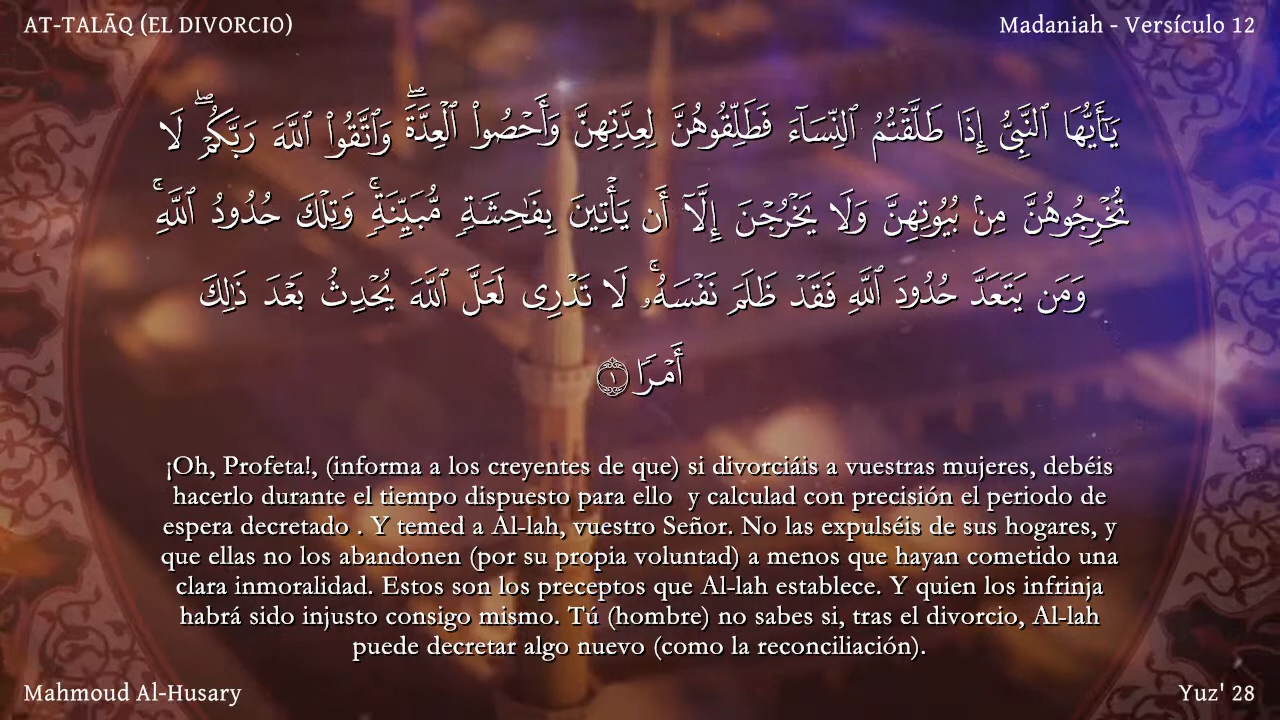 AT-TALĀQ (EL DIVORCIO)
Madaniah - Versículo 12
يَـٰٓأَيُّهَا ٱلنَّبِىُّ إِذَا طَلَّقْتُمُ ٱلنِّسَآءَ فَطَلِّقُوهُنَّ لِعِدَّتِهِنَّ وَأَحْصُوا۟ ٱلْعِدَّةَ ۖ وَٱتَّقُوا۟ ٱللَّهَ رَبَّكُمْ ۖ لَا
تُخْرِجُوهُنَّ مِنۢ بُيُوتِهِنَّ وَلَا يَخْرُجْنَ إِلَّآ أَن يَأْتِينَ بِفَـٰحِشَةٍ مُّبَيِّنَةٍ ۚ وَتِلْكَ حُدُودُ ٱللَّهِ ۚ
وَمَن يَتَعَدَّ حُدُودَ ٱللَّهِ فَقَدْ ظَلَمَ نَفْسَهُۥ ۚ لَا تَدْرِى لَعَلَّ ٱللَّهَ يُحْدِثُ بَعْدَ ذَٰلِكَ
أَمْرًا ١
¡Oh, Profeta!, (informa a los creyentes de que) si divorciáis a vuestras mujeres, debéis
hacerlo durante el tiempo dispuesto para ello  y calculad con precisión el periodo de
espera decretado . Y temed a Al-lah, vuestro Señor. No las expulséis de sus hogares, y
que ellas no los abandonen (por su propia voluntad) a menos que hayan cometido una
clara inmoralidad. Estos son los preceptos que Al-lah establece. Y quien los infrinja
habrá sido injusto consigo mismo. Tú (hombre) no sabes si, tras el divorcio, Al-lah
puede decretar algo nuevo (como la reconciliación).
Mahmoud Al-Husary
Yuz' 28